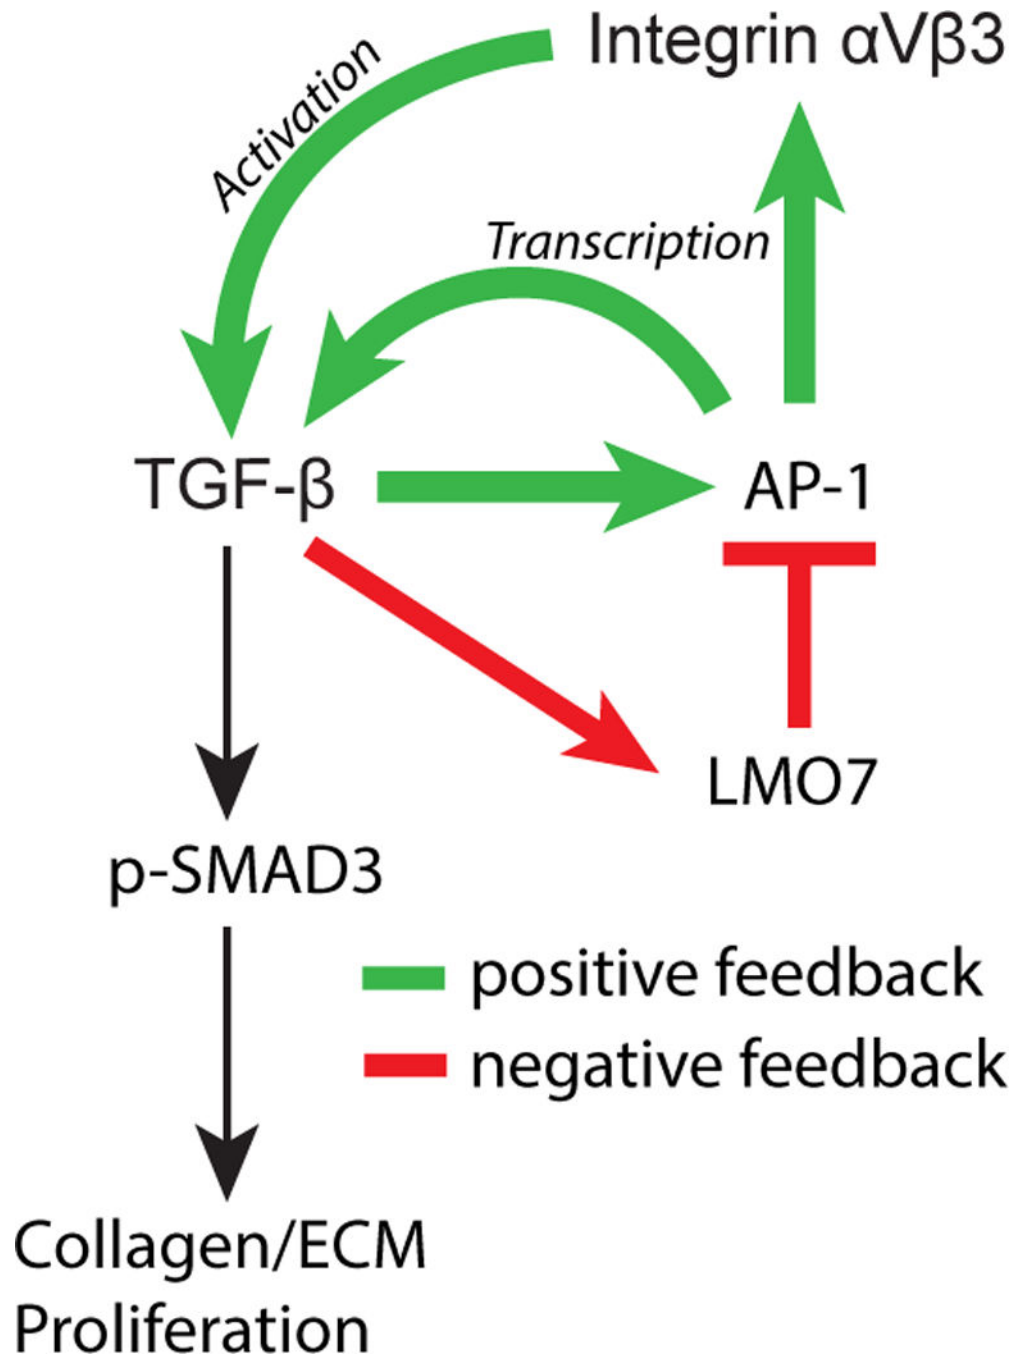 Integrin αVβ3
Activation
Transcription
TGF-β
AP-1
LMO7
p-SMAD3
positive feedback
negative feedback
Collagen/ECM
Proliferation